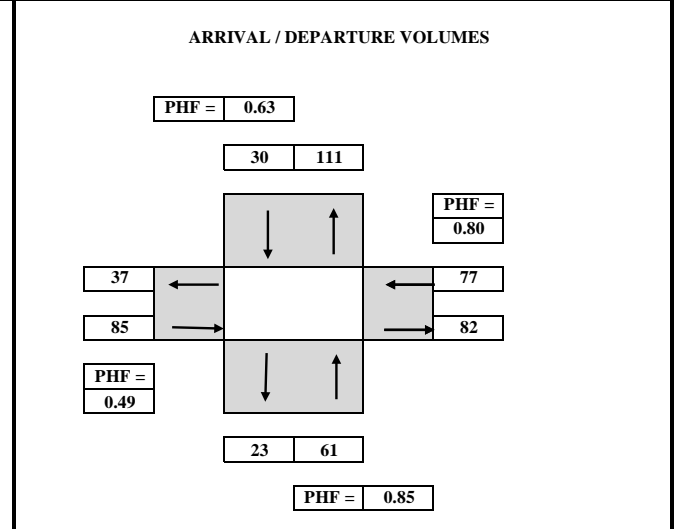 ARRIVAL / DEPARTURE VOLUMES
PHF = 0.63
30 111
PHF =
0.80
37 77
85 82
PHF =
0.49
23 61
PHF = 0.85